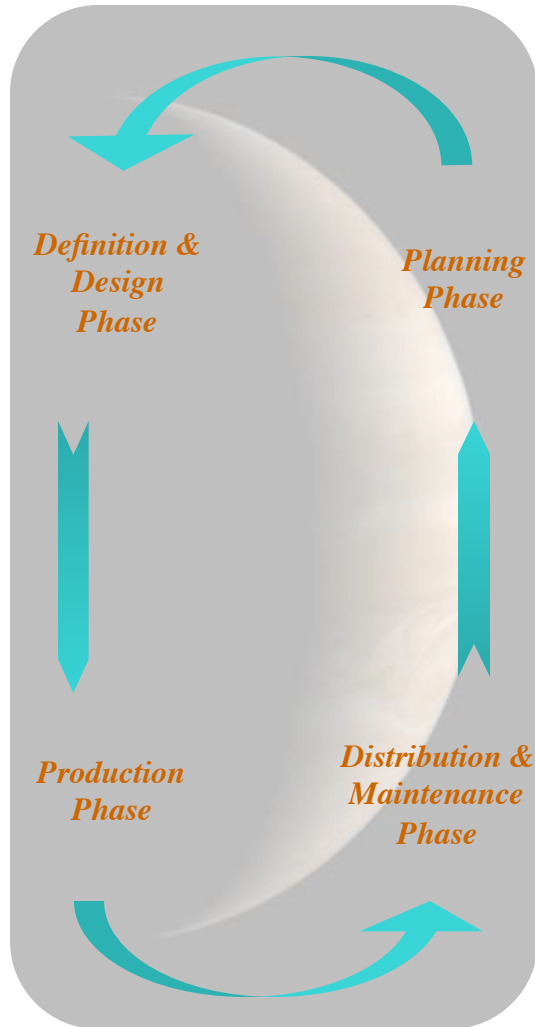 Definition &
Design
Phase
Planning
Phase
Production
Phase
Distribution &
Maintenance
Phase